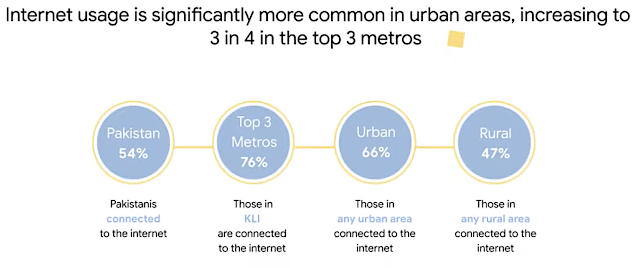 Internet usage is significantly more common in urban areas, increasing to
3 in 4 in the top 3 metros
Pakistan
54%
Top 3
Metros
76%
Urban
66%
Rural
47%
Pakistanis
connected
to the internet
Those in
KLI
are connected
to the internet
Those in
any urban area
connected to the
internet
Those in
any rural area
connected to the
internet